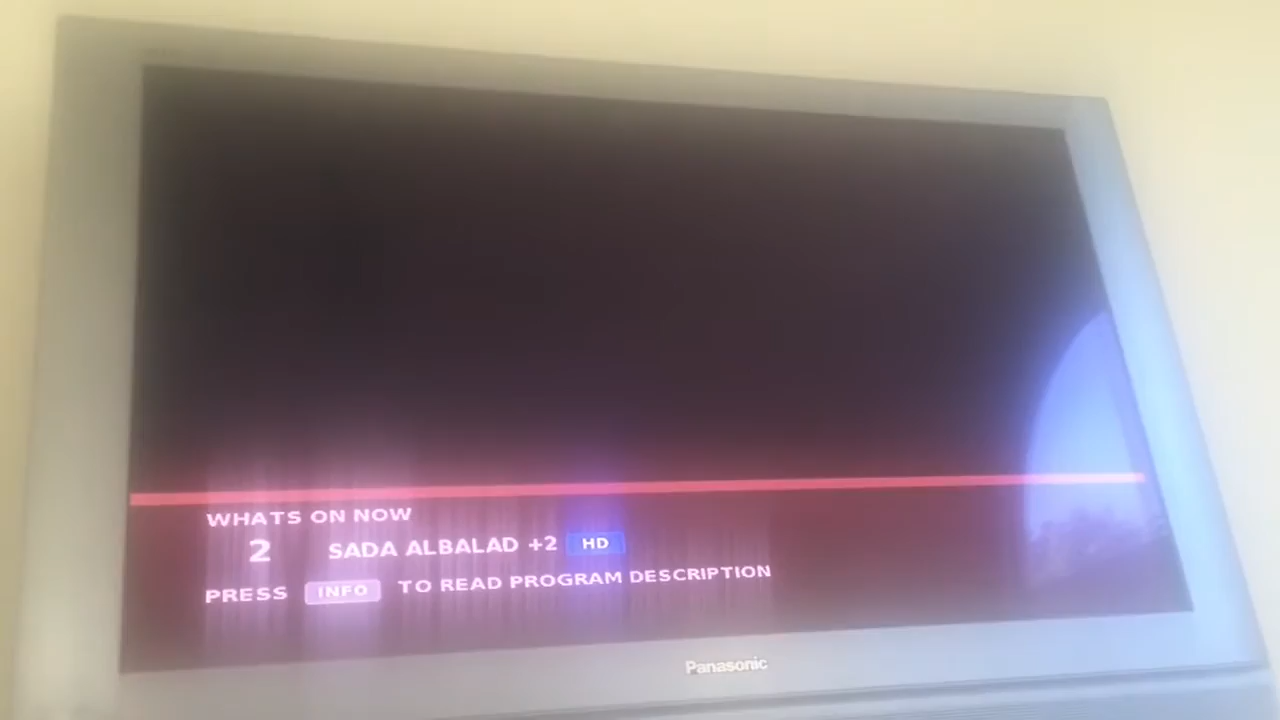 WHATS ON NOW
2 SADA ALBALAD +2 HD
PRESS INFO TO READ PROGRAM DESCRIPTION
Panasonic